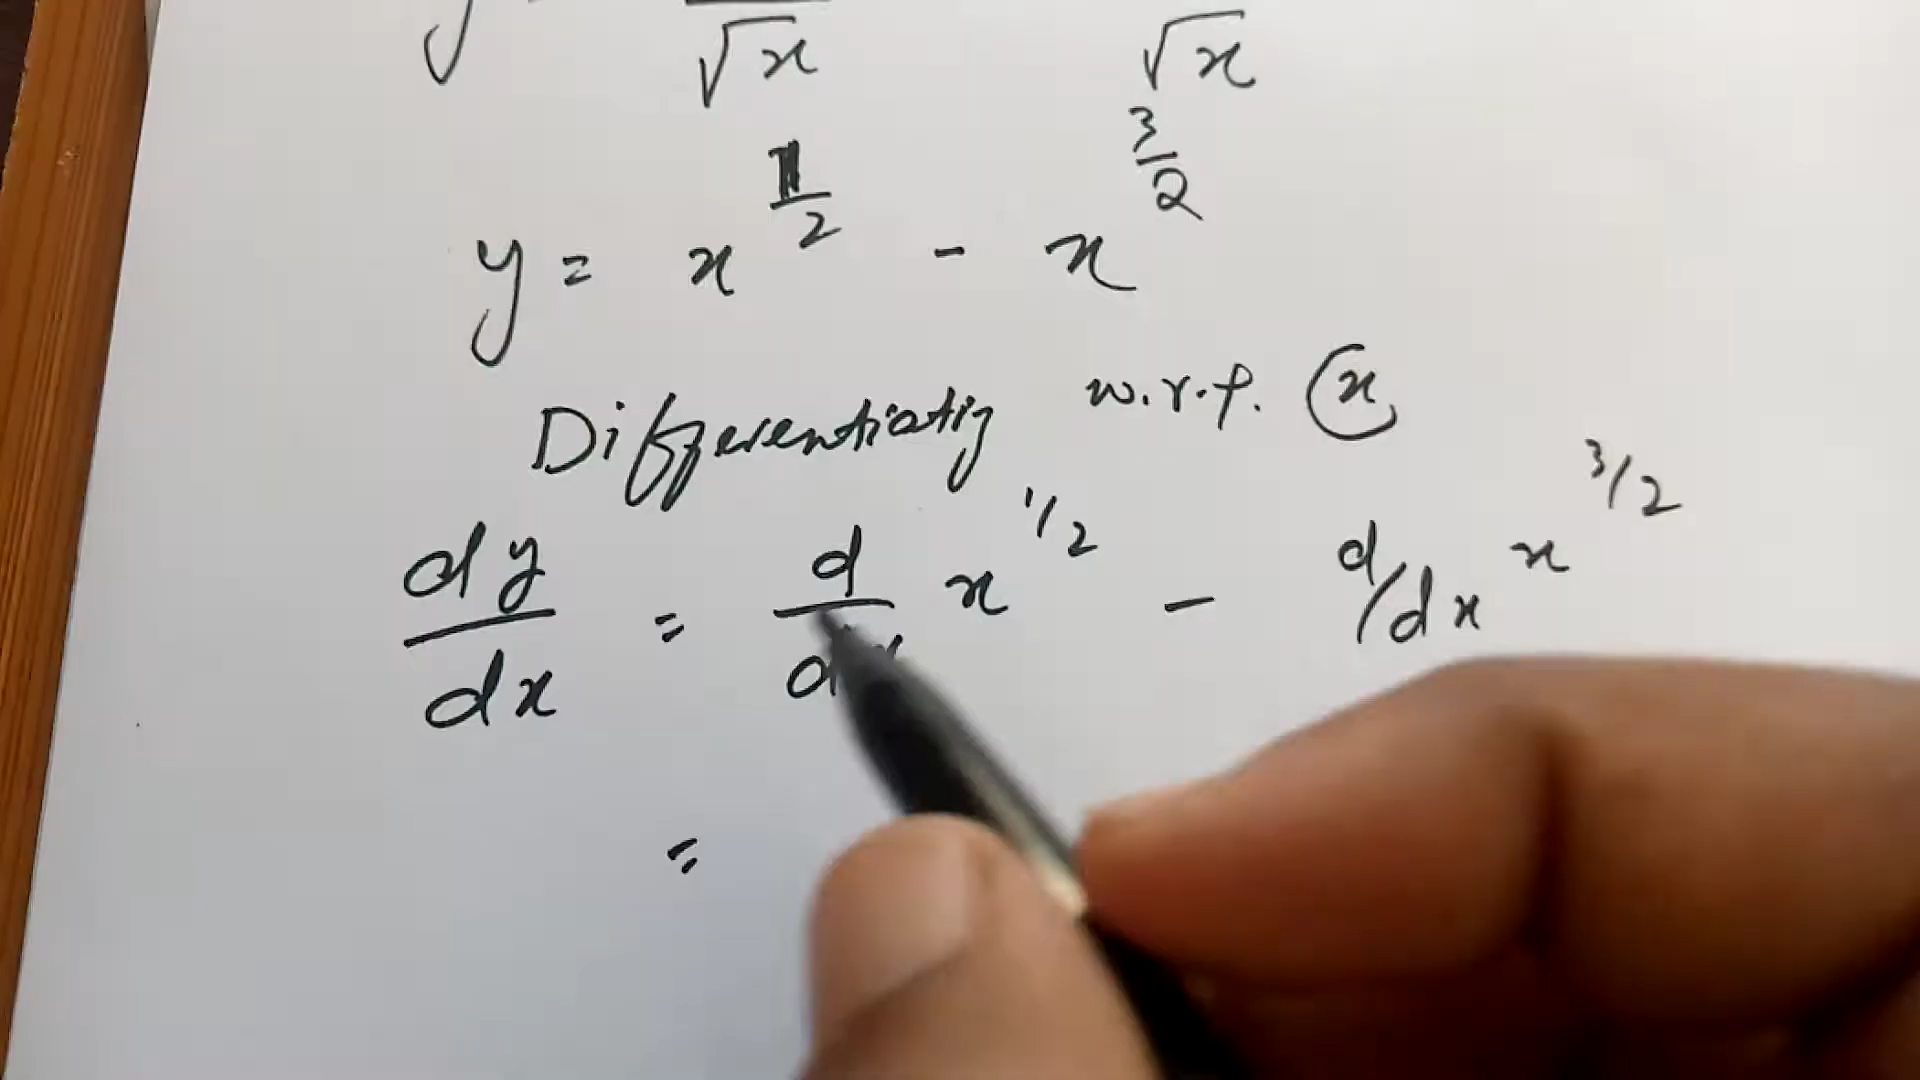 y √x √x
y = x^1/2 - x^3/2
Differentiatig w.r.t. x
dy/dx = d/dx x^1/2 - d/dx x^3/2
=